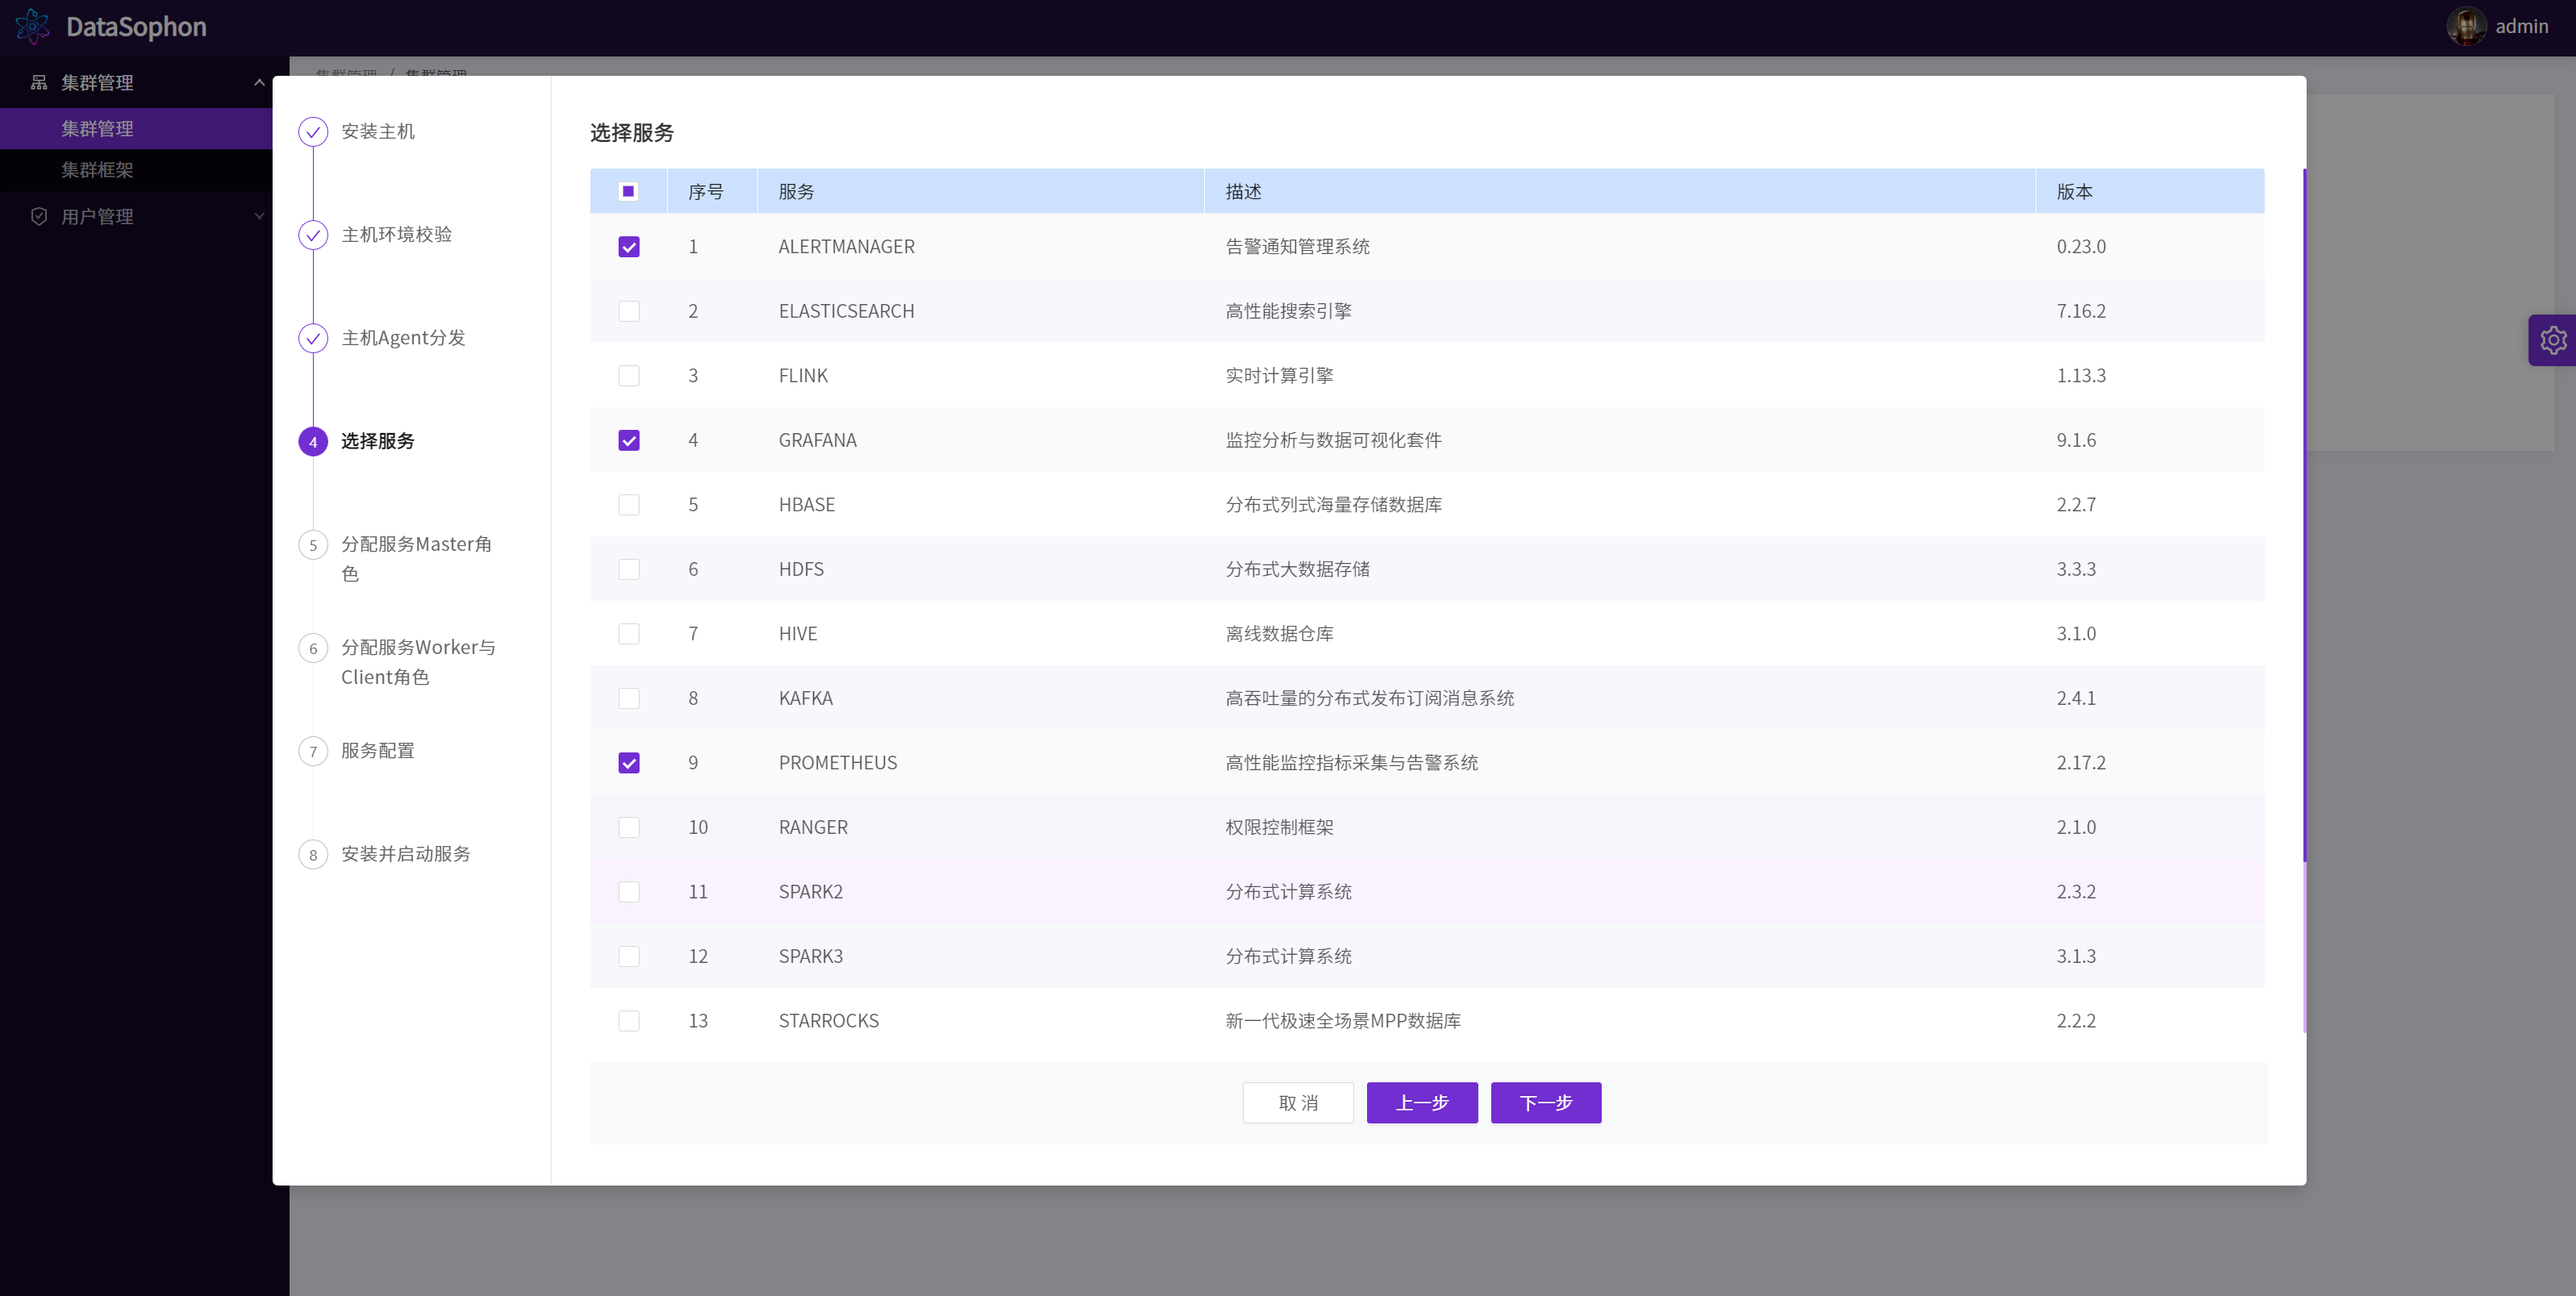 DataSophon
admin
集群管理
集群管理
集群框架
用户管理
集群管理 / 集群管理
安装主机
主机环境校验
主机Agent分发
4 选择服务
5 分配服务Master角
色
6 分配服务Worker与
Client角色
7 服务配置
8 安装并启动服务
选择服务
序号 服务 描述 版本
1 ALERTMANAGER 告警通知管理系统 0.23.0
2 ELASTICSEARCH 高性能搜索引擎 7.16.2
3 FLINK 实时计算引擎 1.13.3
4 GRAFANA 监控分析与数据可视化套件 9.1.6
5 HBASE 分布式列式海量存储数据库 2.2.7
6 HDFS 分布式大数据存储 3.3.3
7 HIVE 离线数据仓库 3.1.0
8 KAFKA 高吞吐量的分布式发布订阅消息系统 2.4.1
9 PROMETHEUS 高性能监控指标采集与告警系统 2.17.2
10 RANGER 权限控制框架 2.1.0
11 SPARK2 分布式计算系统 2.3.2
12 SPARK3 分布式计算系统 3.1.3
13 STARROCKS 新一代极速全场景MPP数据库 2.2.2
取 消 上一步 下一步